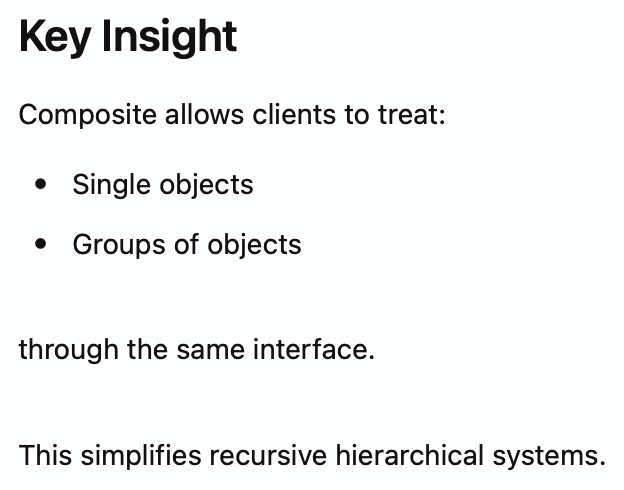 Key Insight
Composite allows clients to treat:
• Single objects
• Groups of objects
through the same interface.
This simplifies recursive hierarchical systems.